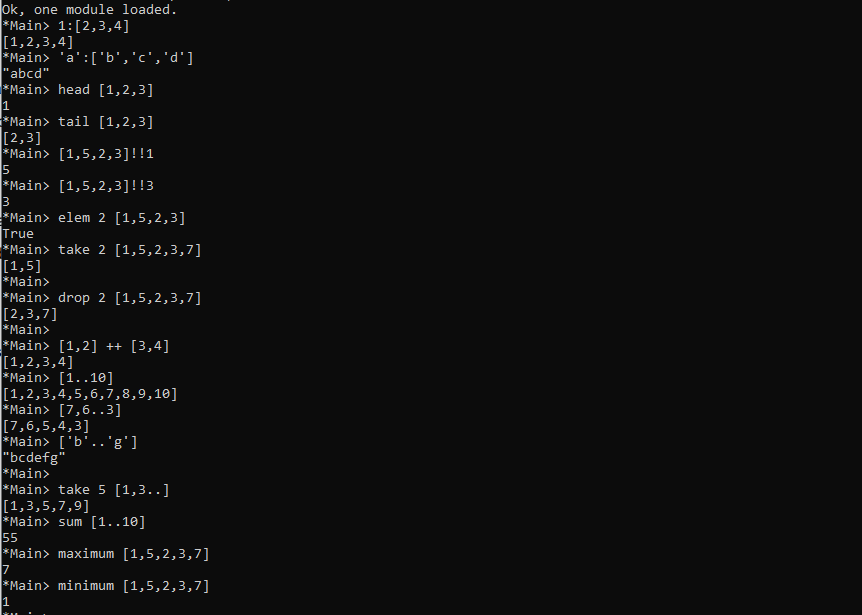 Ok, one module loaded.
*Main> 1:[2,3,4]
[1,2,3,4]
*Main> 'a':['b','c','d']
"abcd"
*Main> head [1,2,3]
1
*Main> tail [1,2,3]
[2,3]
*Main> [1,5,2,3]!!1
5
*Main> [1,5,2,3]!!3
3
*Main> elem 2 [1,5,2,3]
True
*Main> take 2 [1,5,2,3,7]
[1,5]
*Main>
*Main> drop 2 [1,5,2,3,7]
[2,3,7]
*Main>
*Main> [1,2] ++ [3,4]
[1,2,3,4]
*Main> [1..10]
[1,2,3,4,5,6,7,8,9,10]
*Main> [7,6..3]
[7,6,5,4,3]
*Main> ['b'..'g']
"bcdefg"
*Main>
*Main> take 5 [1,3..]
[1,3,5,7,9]
*Main> sum [1..10]
55
*Main> maximum [1,5,2,3,7]
7
*Main> minimum [1,5,2,3,7]
1